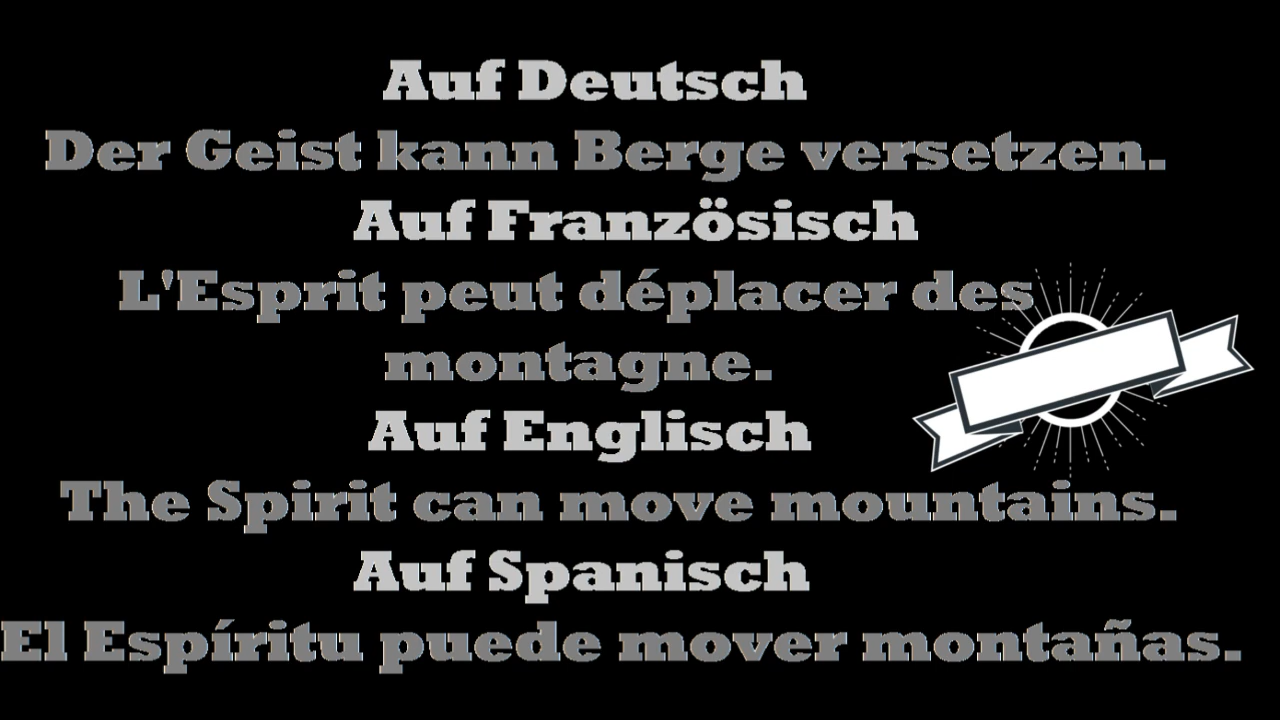 Auf Deutsch
Der Geist kann Berge versetzen.
Auf Französisch
L'Esprit peut déplacer des
montagne.
Auf Englisch
The Spirit can move mountains.
Auf Spanisch
El Espíritu puede mover montañas.